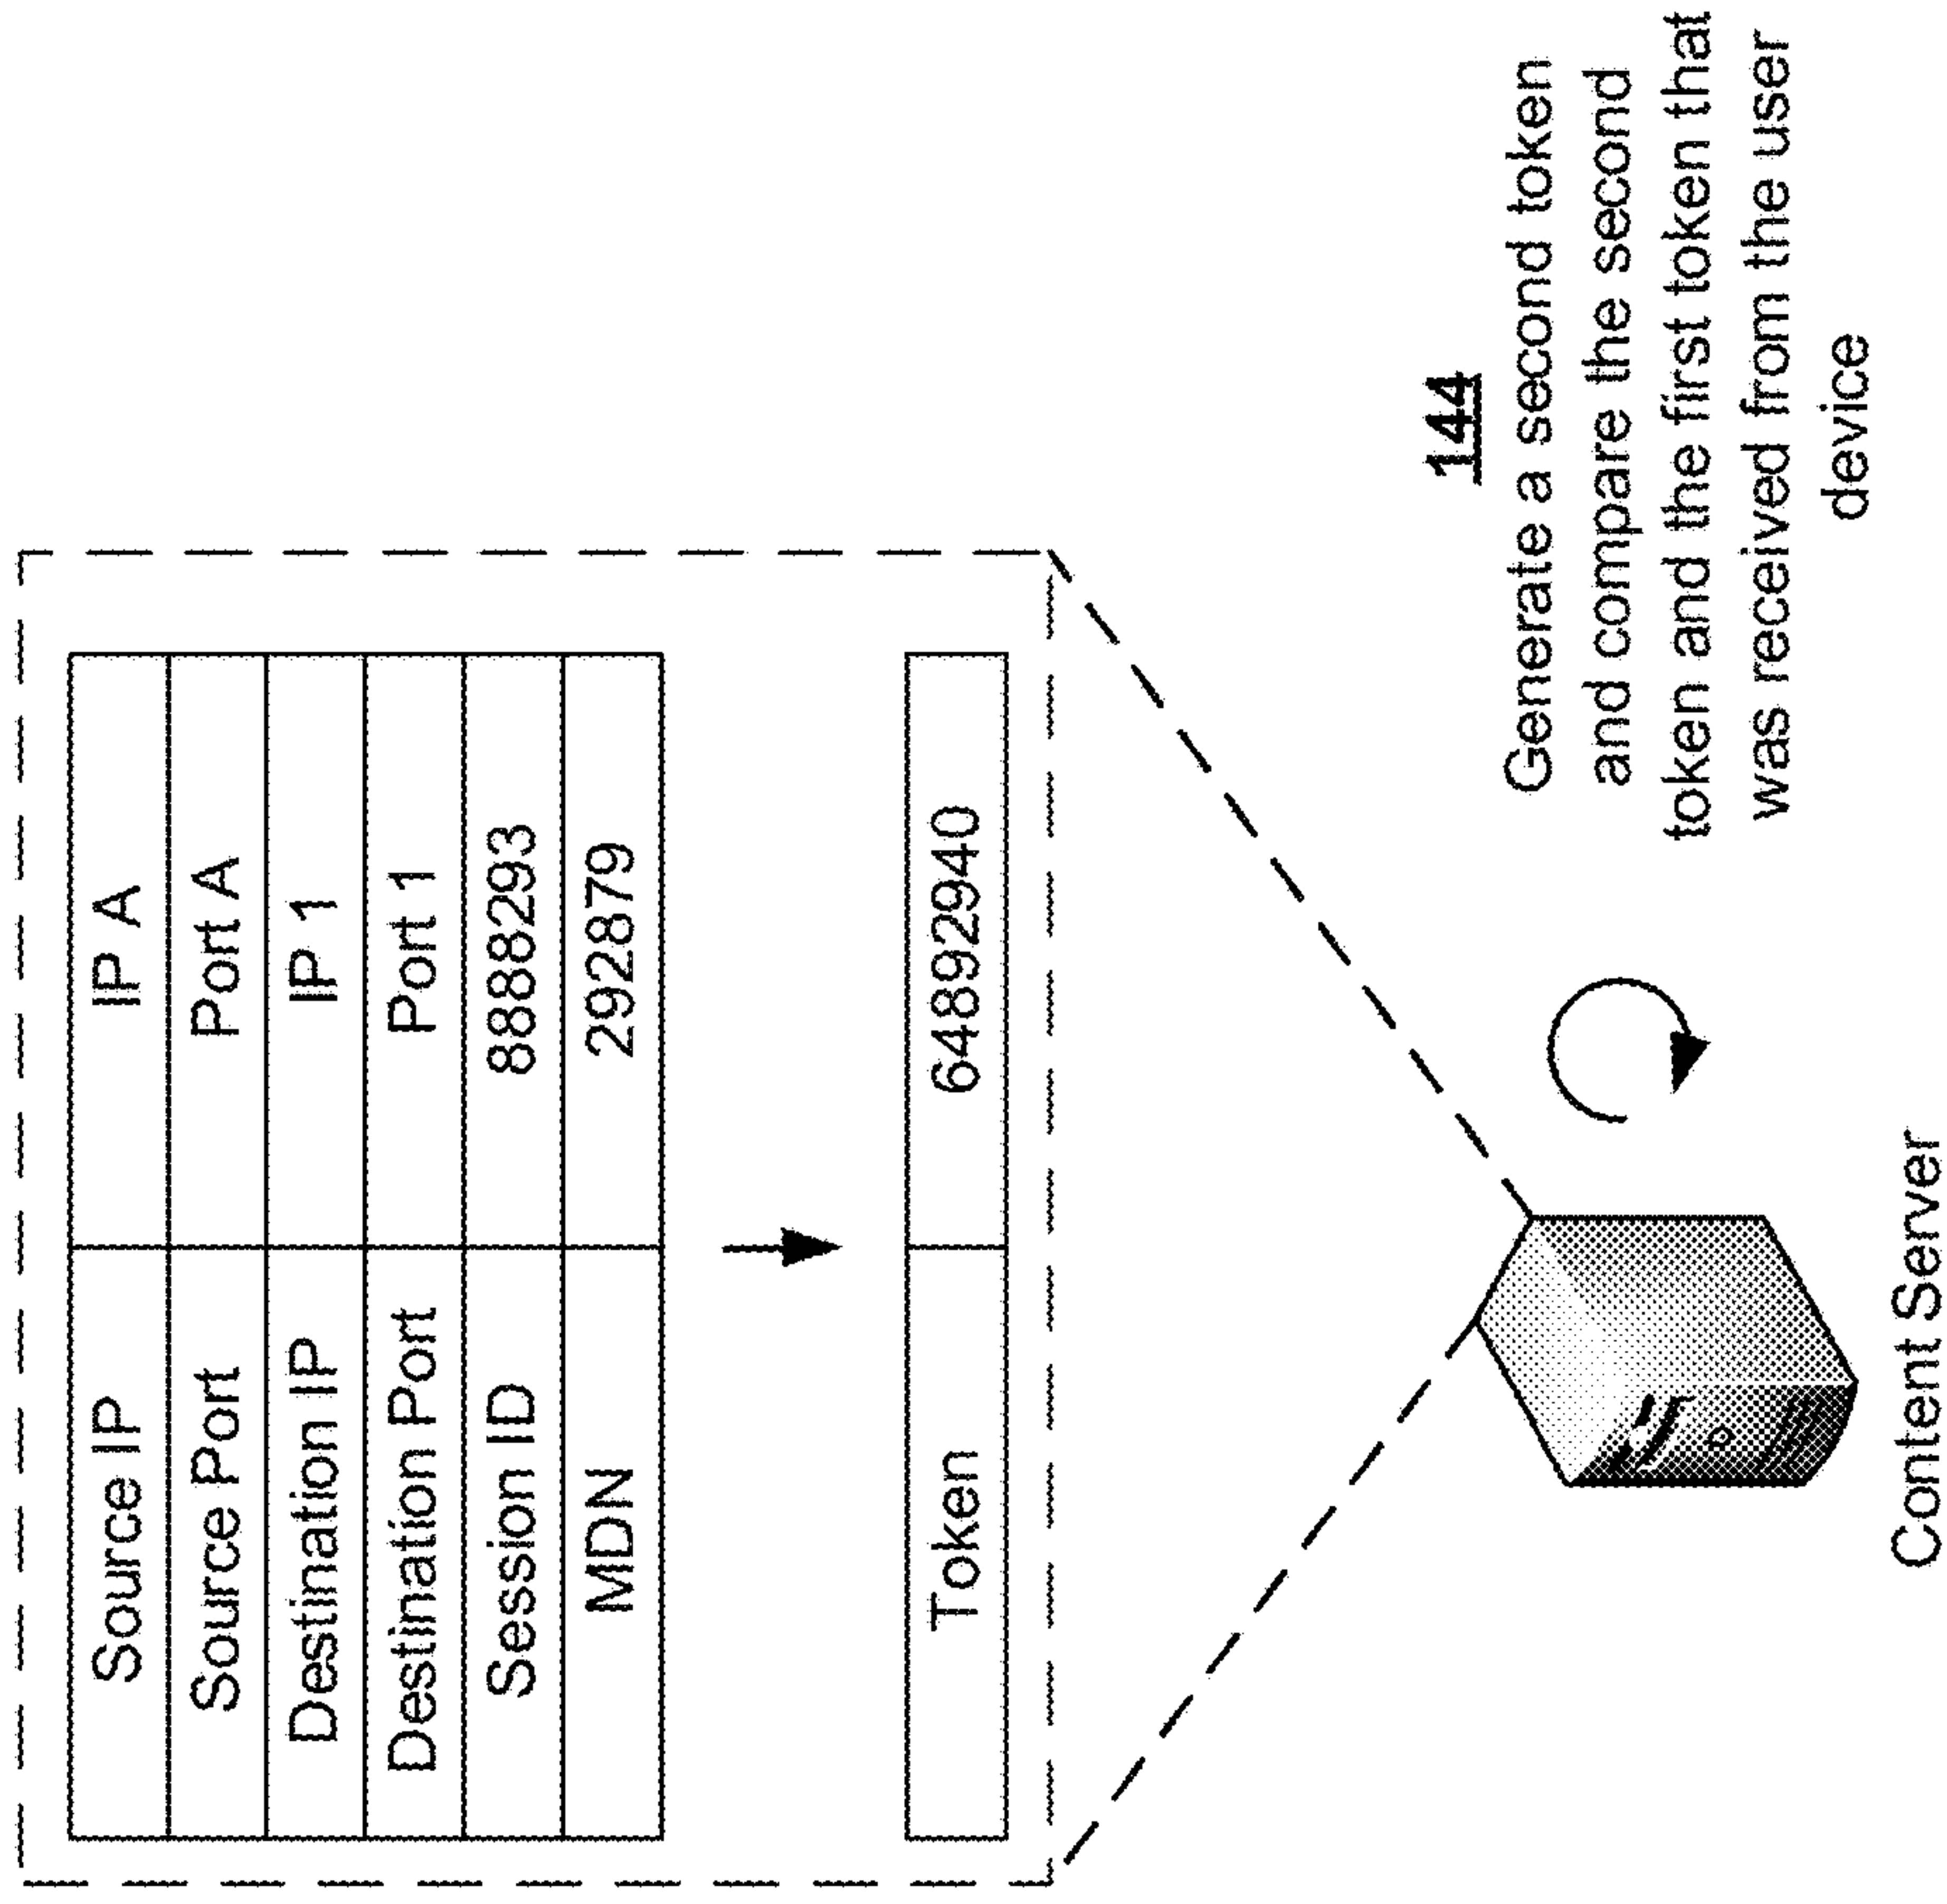 Source IP IP A
Source Port Port A
Destination IP IP 1
Destination Port Port 1
Session ID 8888293
MDN 292879
Token 64892940
144
Generate a second token
and compare the second
token and the first token that
was received from the user
device
Content Server